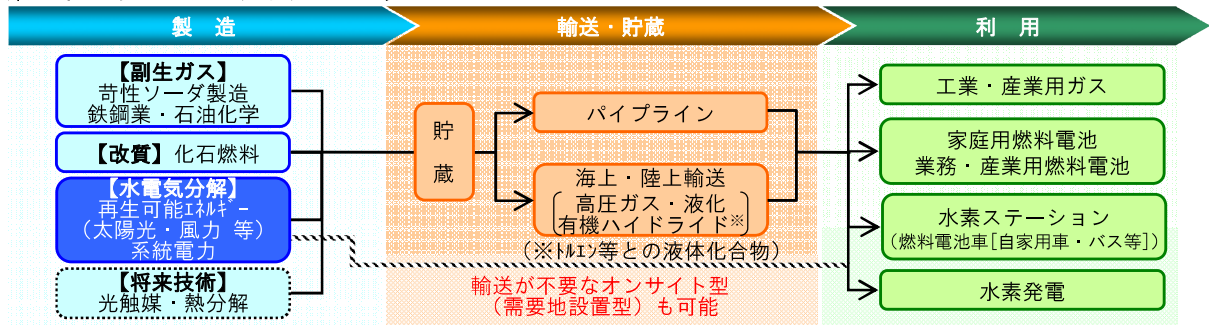 製 造
輸送・貯蔵
利 用
【副生ガス】
苛性ソーダ製造
鉄鋼業・石油化学
【改質】化石燃料
【水電気分解】
再生可能ｴﾈﾙｷﾞｰ
（太陽光・風力 等）
系統電力
【将来技術】
光触媒・熱分解
貯
蔵
パイプライン
海上・陸上輸送
高圧ガス・液化
有機ハイドライド※
（※ﾄﾙｴﾝ等との液体化合物）
輸送が不要なオンサイト型
（需要地設置型）も可能
工業・産業用ガス
家庭用燃料電池
業務・産業用燃料電池
水素ステーション
（燃料電池車[自家用車・バス等]）
水素発電